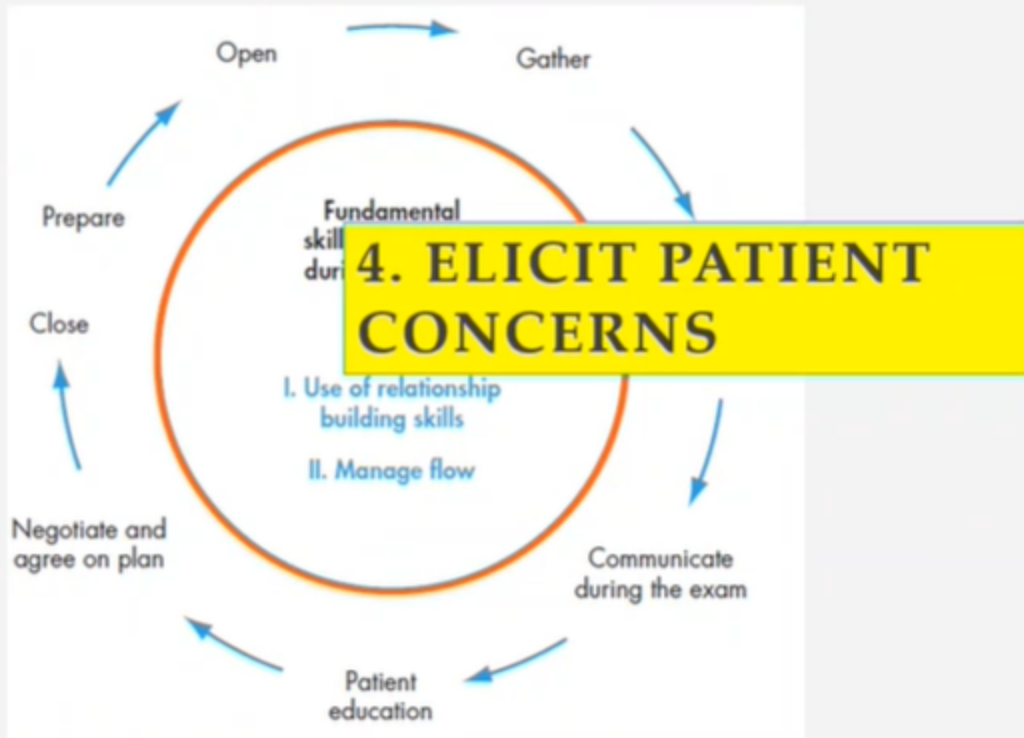 Open
Gather
Prepare
Fundamental
skill
duri
4. ELICIT PATIENT
CONCERNS
Close
I. Use of relationship
building skills
II. Manage flow
Negotiate and
agree on plan
Communicate
during the exam
Patient
education